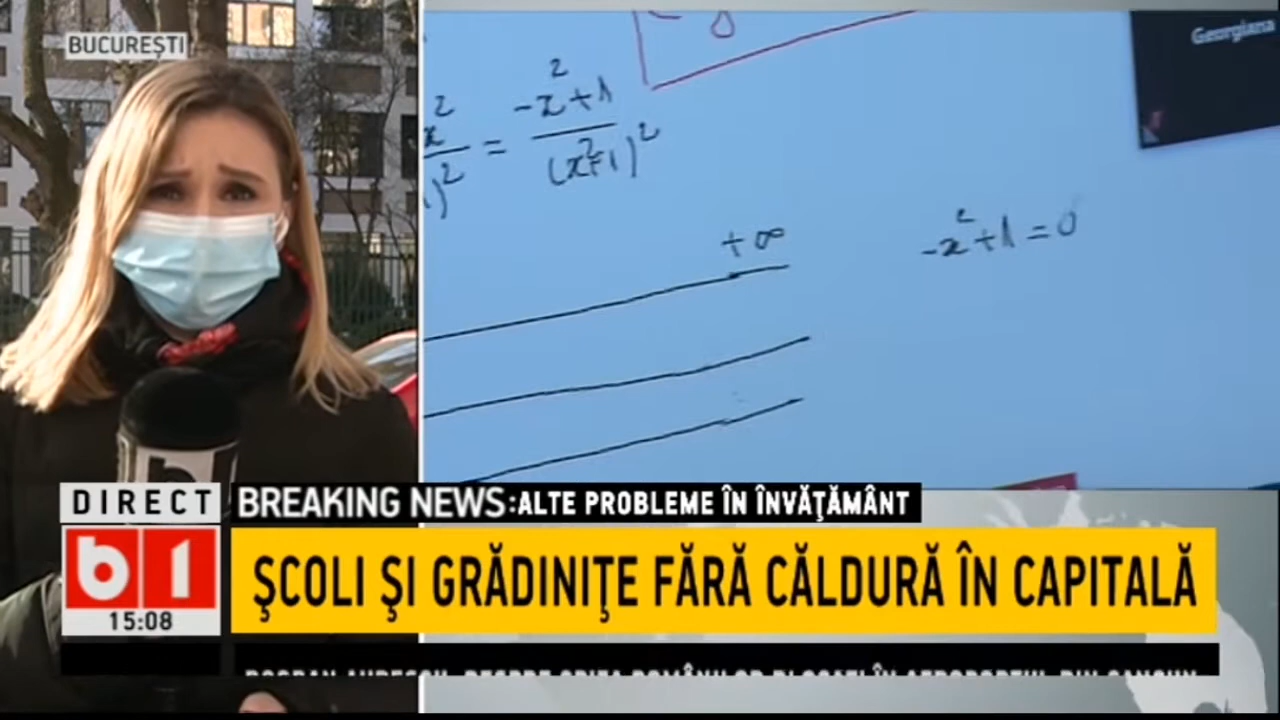 BUCUREȘTI
Georgiana
= -x²+1
(x²+1)²
+∞
-x²+1=0
DIRECT
BREAKING NEWS:ALTE PROBLEME ÎN ÎNVĂŢĂMÂNT
b1
ŞCOLI ŞI GRĂDINIŢE FĂRĂ CĂLDURĂ ÎN CAPITALĂ
15:08